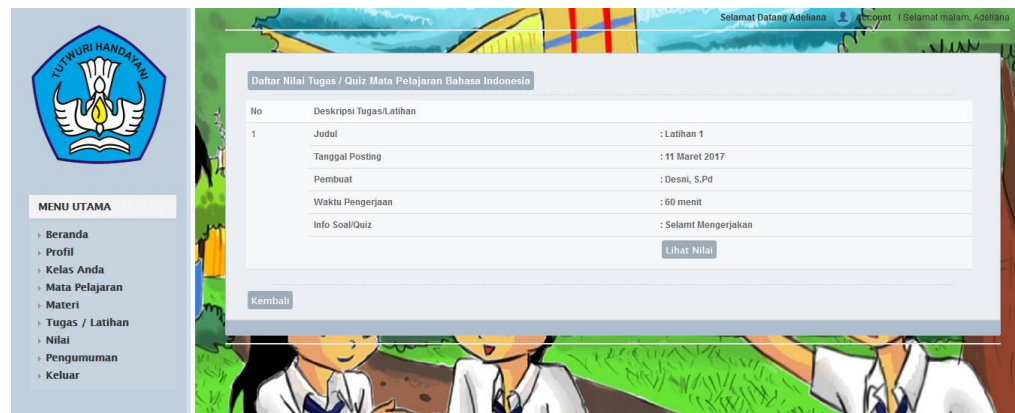 Selamat Datang Adeliana Account | Selamat malam, Adeliana
TUT WURI HANDAYANI
MENU UTAMA
Beranda
Profil
Kelas Anda
Mata Pelajaran
Materi
Tugas / Latihan
Nilai
Pengumuman
Keluar
Daftar Nilai Tugas / Quiz Mata Pelajaran Bahasa Indonesia
No Deskripsi Tugas/Latihan
1 Judul : Latihan 1
Tanggal Posting : 11 Maret 2017
Pembuat : Desni, S.Pd
Waktu Pengerjaan : 60 menit
Info Soal/Quiz : Selamt Mengerjakan
Lihat Nilai
Kembali